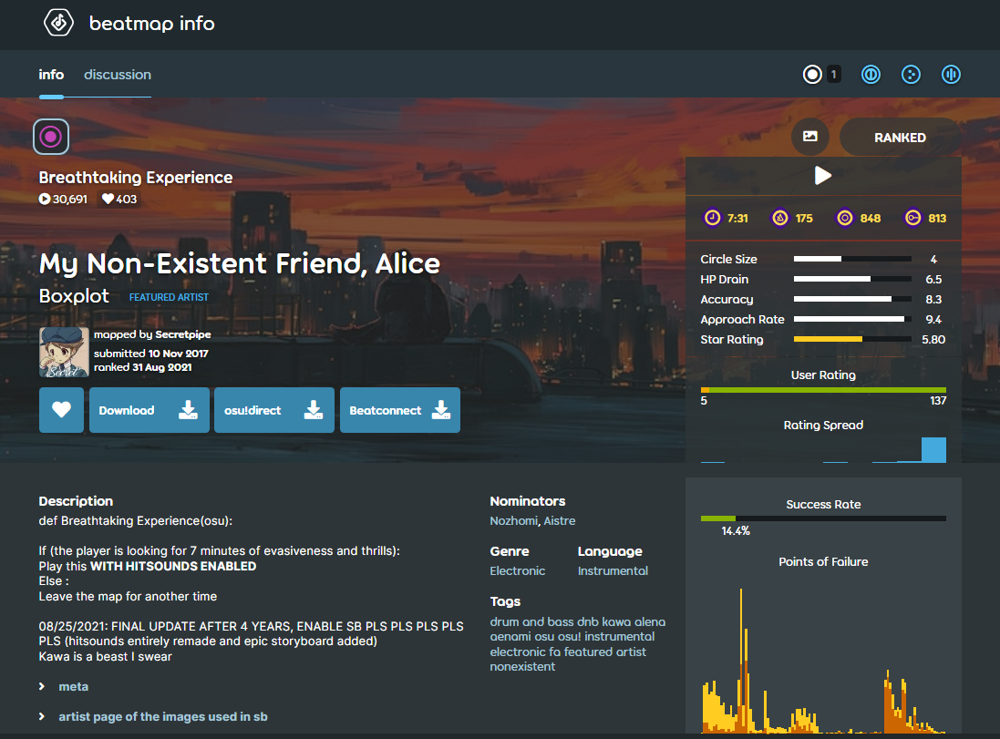 beatmap info
info
discussion
1
Breathtaking Experience
30,691 403
My Non-Existent Friend, Alice
Boxplot FEATURED ARTIST
mapped by Secretpipe
submitted 10 Nov 2017
ranked 31 Aug 2021
Download
osu!direct
Beatconnect
RANKED
7:31 175 848 813
Circle Size 4
HP Drain 6.5
Accuracy 8.3
Approach Rate 9.4
Star Rating 5.80
User Rating
5 137
Rating Spread
Description
def Breathtaking Experience(osu):
If (the player is looking for 7 minutes of evasiveness and thrills):
Play this WITH HITSOUNDS ENABLED
Else :
Leave the map for another time
08/25/2021: FINAL UPDATE AFTER 4 YEARS, ENABLE SB PLS PLS PLS PLS
PLS (hitsounds entirely remade and epic storyboard added)
Kawa is a beast I swear
meta
artist page of the images used in sb
Nominators
Nozhomi, Aistre
Genre Language
Electronic Instrumental
Tags
drum and bass dnb kawa alena
aenami osu osu! instrumental
electronic fa featured artist
nonexistent
Success Rate
14.4%
Points of Failure